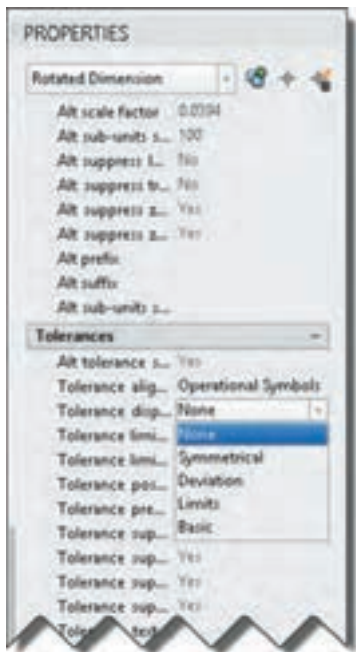 PROPERTIES
Rotated Dimension
Alt scale factor 0.0394
Alt sub-units s... 100
Alt suppress l... No
Alt suppress tr... No
Alt suppress z... Yes
Alt suppress z... Yes
Alt prefix
Alt suffix
Alt sub-units s...
Tolerances
Alt tolerance s... Yes
Tolerance alig... Operational Symbols
Tolerance disp... None
Tolerance limi... None
Tolerance limi... Symmetrical
Tolerance pos... Deviation
Tolerance pre... Limits
Tolerance sup... Basic
Tolerance sup... Yes
Tolerance sup... Yes
Tolerance sup... Yes
text